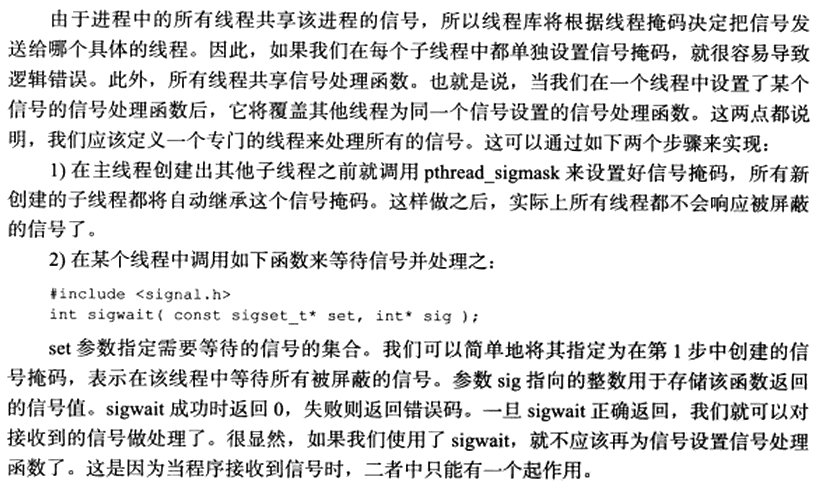 由于进程中的所有线程共享该进程的信号，所以线程库将根据线程掩码决定把信号发
送给哪个具体的线程。因此，如果我们在每个子线程中都单独设置信号掩码，就很容易导致
逻辑错误。此外，所有线程共享信号处理函数。也就是说，当我们在一个线程中设置了某个
信号的信号处理函数后，它将覆盖其他线程为同一个信号设置的信号处理函数。这两点都说
明，我们应该定义一个专门的线程来处理所有的信号。这可以通过如下两个步骤来实现：
1) 在主线程创建出其他子线程之前就调用 pthread_sigmask 来设置好信号掩码，所有新
创建的子线程都将自动继承这个信号掩码。这样做之后，实际上所有线程都不会响应被屏蔽
的信号了。
2) 在某个线程中调用如下函数来等待信号并处理之：
#include <signal.h>
int sigwait( const sigset_t* set, int* sig );
set 参数指定需要等待的信号的集合。我们可以简单地将其指定为在第 1 步中创建的信
号掩码，表示在该线程中等待所有被屏蔽的信号。参数 sig 指向的整数用于存储该函数返回
的信号值。sigwait 成功时返回 0，失败则返回错误码。一旦 sigwait 正确返回，我们就可以对
接收到的信号做处理了。很显然，如果我们使用了 sigwait，就不应该再为信号设置信号处理
函数了。这是因为当程序接收到信号时，二者中只能有一个起作用。